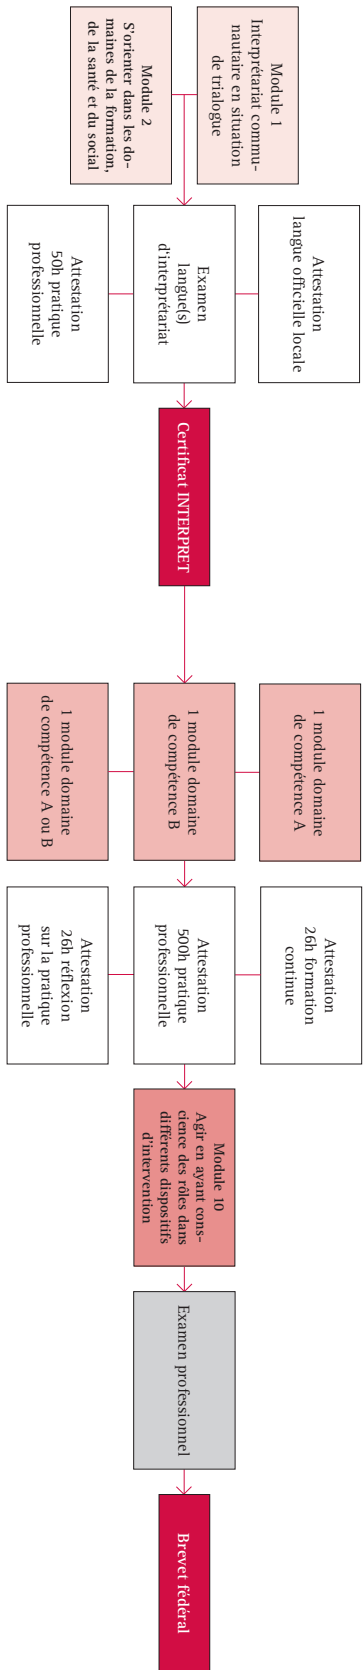 Module 1
Interprétariat commu-
nautaire en situation
de trialogue
Module 2
S'orienter dans les do-
maines de la formation,
de la santé et du social
Attestation
langue officielle locale
Examen
langue(s)
d'interprétariat
Attestation
50h pratique
professionnelle
Certificat INTERPRET
1 module domaine
de compétence A
1 module domaine
de compétence B
1 module domaine
de compétence A ou B
Attestation
26h formation
continue
Attestation
500h pratique
professionnelle
Attestation
26h réflexion
sur la pratique
professionnelle
Module 10
Agir en ayant cons-
cience des rôles dans
différents dispositifs
d'intervention
Examen professionnel
Brevet fédéral